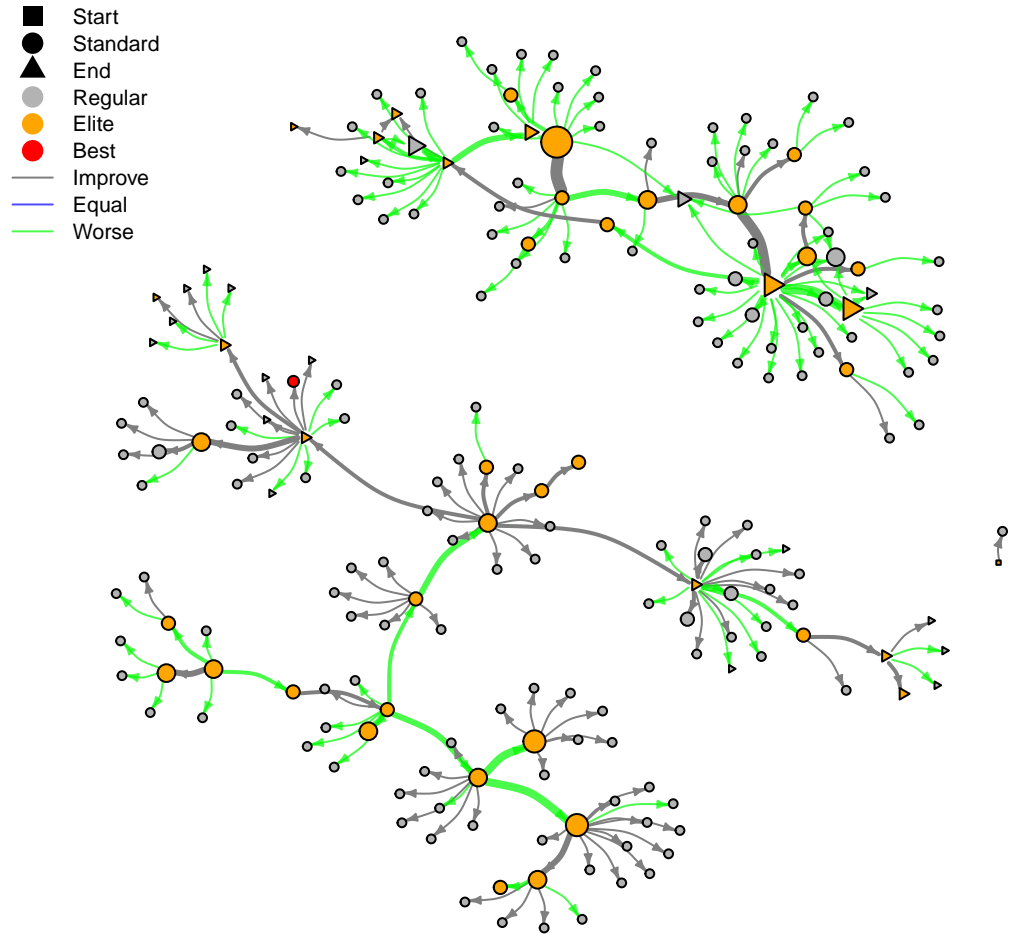 Start
Standard
End
Regular
Elite
Best
Improve
Equal
Worse